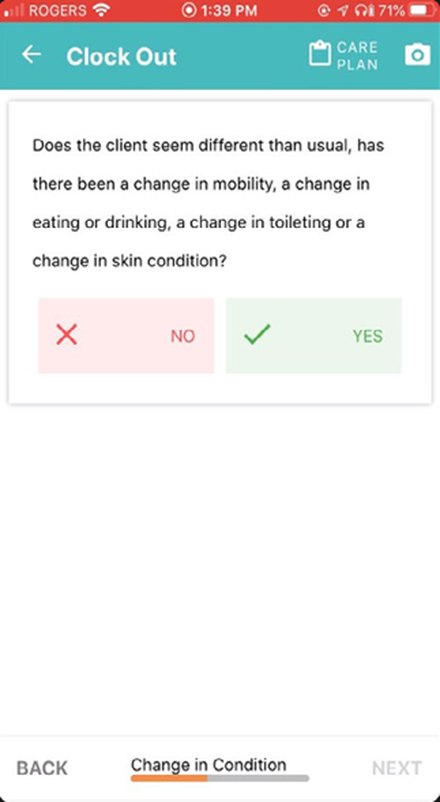 ROGERS 1:39 PM 71%
Clock Out
CARE
PLAN
Does the client seem different than usual, has
there been a change in mobility, a change in
eating or drinking, a change in toileting or a
change in skin condition?
NO YES
BACK Change in Condition NEXT